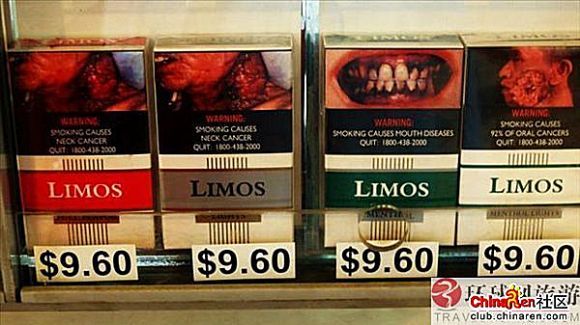 WARNING:
SMOKING CAUSES
NECK CANCER
QUIT: 1800-438-2000
LIMOS
$9.60
WARNING:
SMOKING CAUSES
NECK CANCER
QUIT: 1800-438-2000
LIMOS
LIGHTS
$9.60
WARNING:
SMOKING CAUSES MOUTH DISEASES
QUIT: 1800-438-2000
LIMOS
MENTHOL
$9.60
WARNING:
SMOKING CAUSES
92% OF ORAL CANCERS
QUIT: 1800-438-2000
LIMOS
MENTHOL LIGHTS
$9.60
ChinaRen社区
club.chinaren.com